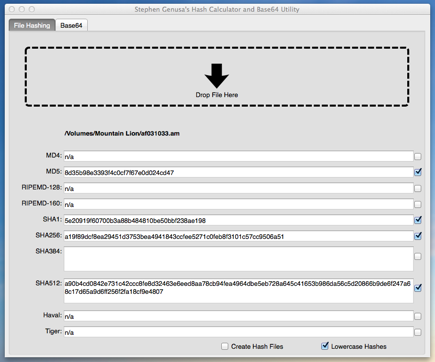 Stephen Genusa's Hash Calculator and Base64 Utility
File Hashing Base64
Drop File Here
/Volumes/Mountain Lion/af031033.am
MD4: n/a
MD5: 8d35b98e3393f4c0cf7f67e0d024cd47
RIPEMD-128: n/a
RIPEMD-160: n/a
SHA1: 5e20919f60700b3a88b484810be50bbf238ae198
SHA256: a19f89dcf8ea29451d3753bea4941843ccfee5271c0feb8f3101c57cc9506a51
SHA384:
SHA512: a90b4cd0842e731c42ccc8fe8d32463e6eed8aa78cb94fea4964dbe5eb728a645c41653b986da56c5d20866b9de6f247a6
8c17d65a9d6ff256f2fa18cf9e4807
Haval: n/a
Tiger: n/a
Create Hash Files Lowercase Hashes